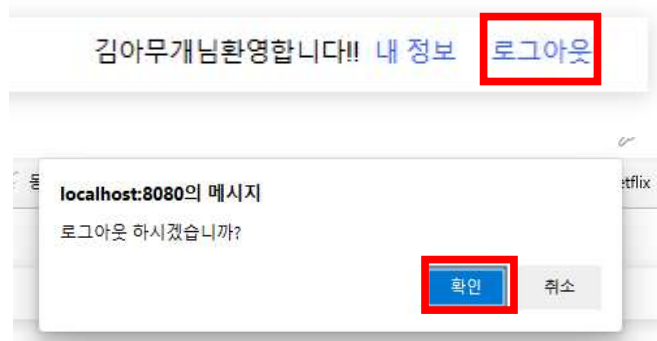 김아무개님환영합니다!! 내 정보 로그아웃
etflix
localhost:8080의 메시지
로그아웃 하시겠습니까?
확인 취소